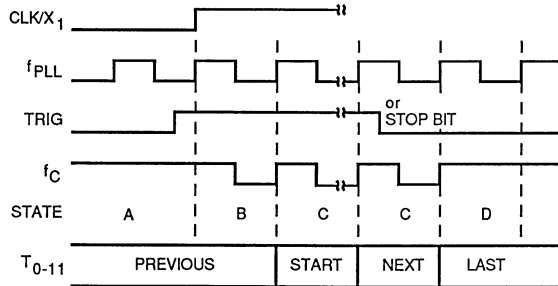 CLK/X1
fPLL
TRIG
or
STOP BIT
fC
STATE A B C C D
T0-11 PREVIOUS START NEXT LAST